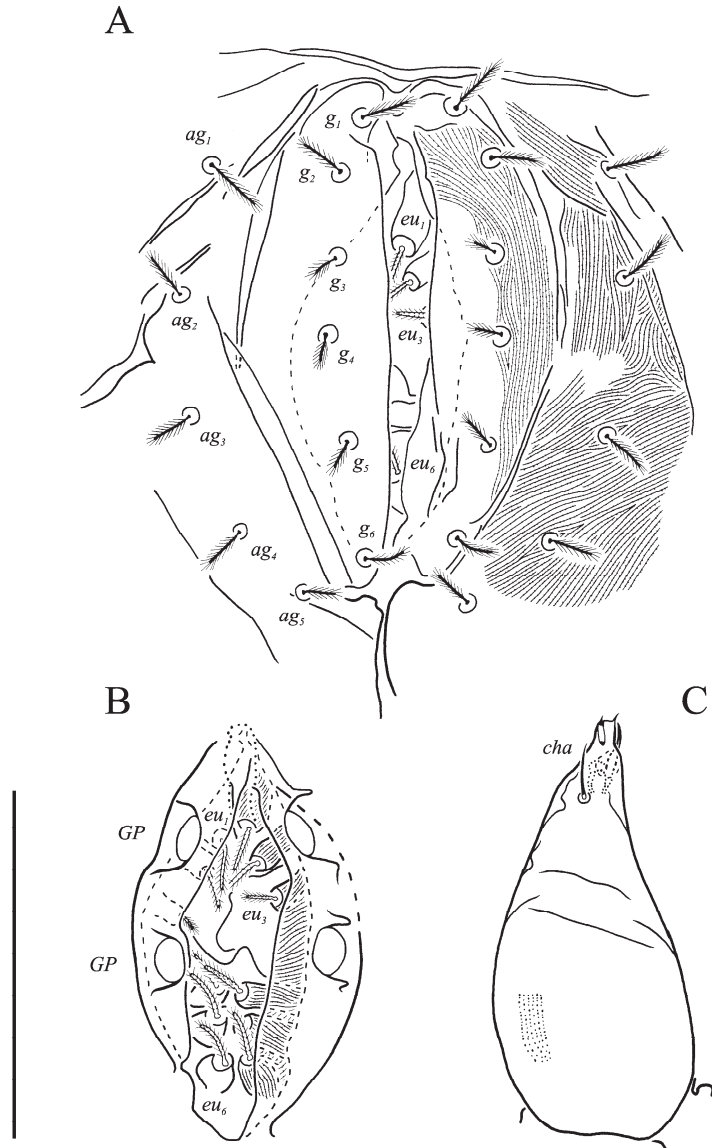 A
g₁
ag₁
g₂
eu₁
g₃
ag₂
eu₃
g₄
ag₃
g₅
eu₆
g₆
ag₄
ag₅
B
C
cha
eu₁
GP
eu₃
GP
eu₆